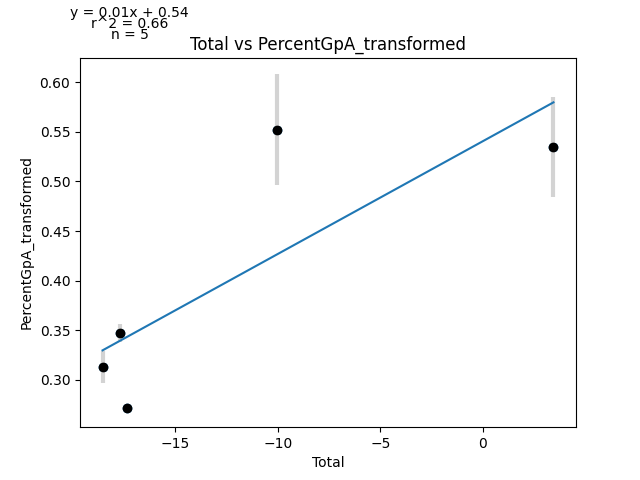 y = 0.01x + 0.54
r^2 = 0.66
n = 5
Total vs PercentGpA_transformed
PercentGpA_transformed
0.60
0.55
0.50
0.45
0.40
0.35
0.30
−15
−10
−5
0
Total